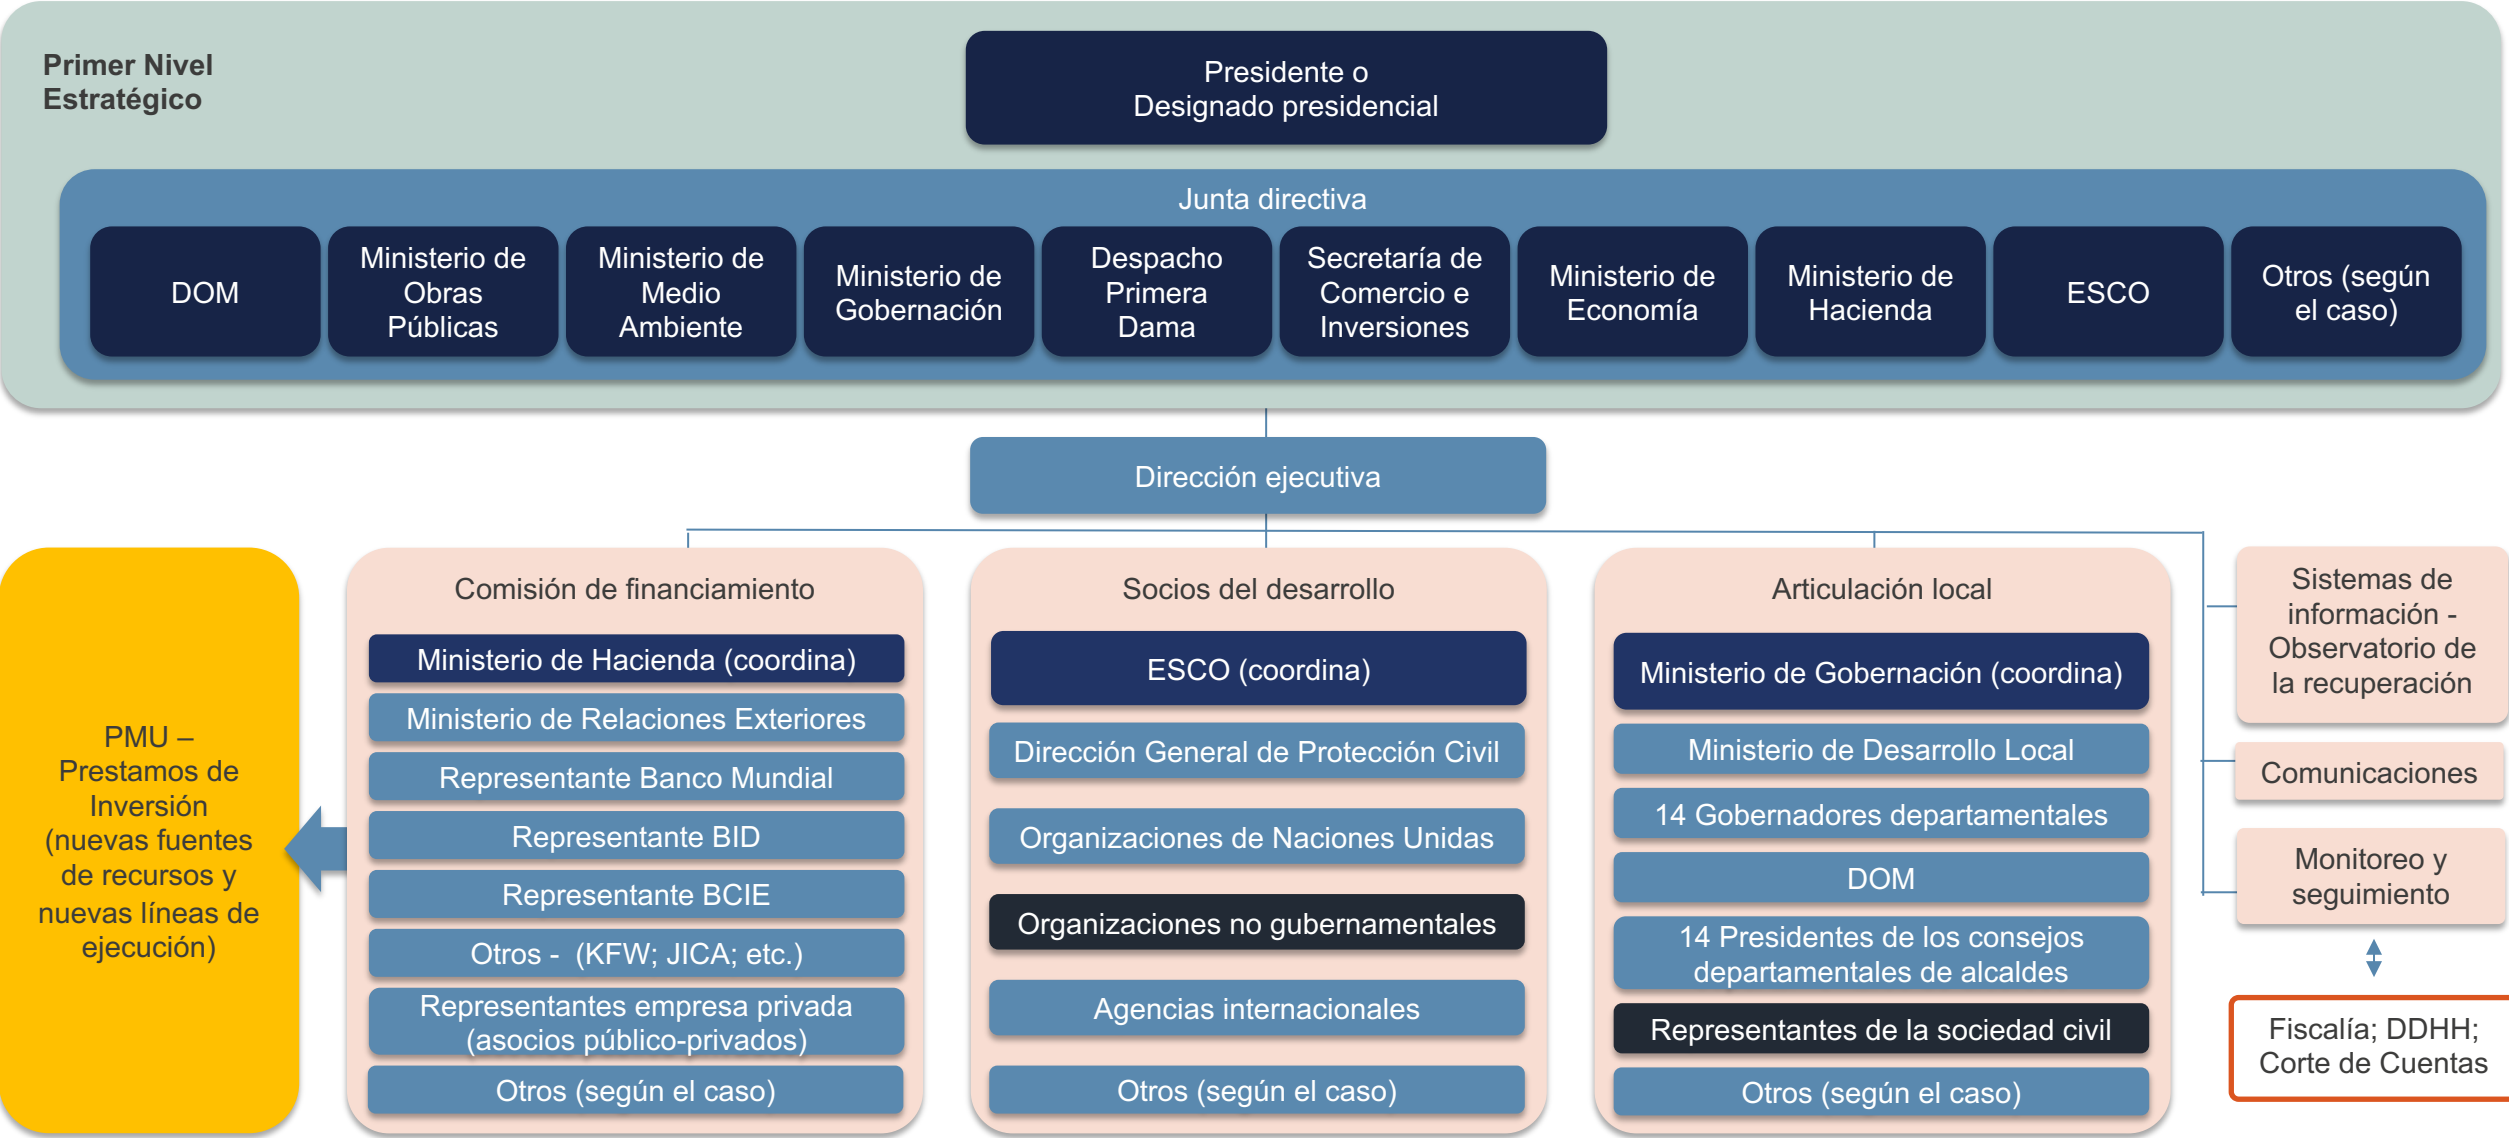 Primer Nivel
Estratégico
Presidente o
Designado presidencial
Junta directiva
DOM
Ministerio de
Obras
Públicas
Ministerio de
Medio
Ambiente
Ministerio de
Gobernación
Despacho
Primera
Dama
Secretaría de
Comercio e
Inversiones
Ministerio de
Economía
Ministerio de
Hacienda
ESCO
Otros (según
el caso)
Dirección ejecutiva
PMU –
Prestamos de
Inversión
(nuevas fuentes
de recursos y
nuevas líneas de
ejecución)
Comisión de financiamiento
Ministerio de Hacienda (coordina)
Ministerio de Relaciones Exteriores
Representante Banco Mundial
Representante BID
Representante BCIE
Otros - (KFW; JICA; etc.)
Representantes empresa privada
(asocios público-privados)
Otros (según el caso)
Socios del desarrollo
ESCO (coordina)
Dirección General de Protección Civil
Organizaciones de Naciones Unidas
Organizaciones no gubernamentales
Agencias internacionales
Otros (según el caso)
Articulación local
Ministerio de Gobernación (coordina)
Ministerio de Desarrollo Local
14 Gobernadores departamentales
DOM
14 Presidentes de los consejos
departamentales de alcaldes
Representantes de la sociedad civil
Otros (según el caso)
Sistemas de
información -
Observatorio de
la recuperación
Comunicaciones
Monitoreo y
seguimiento
Fiscalía; DDHH;
Corte de Cuentas